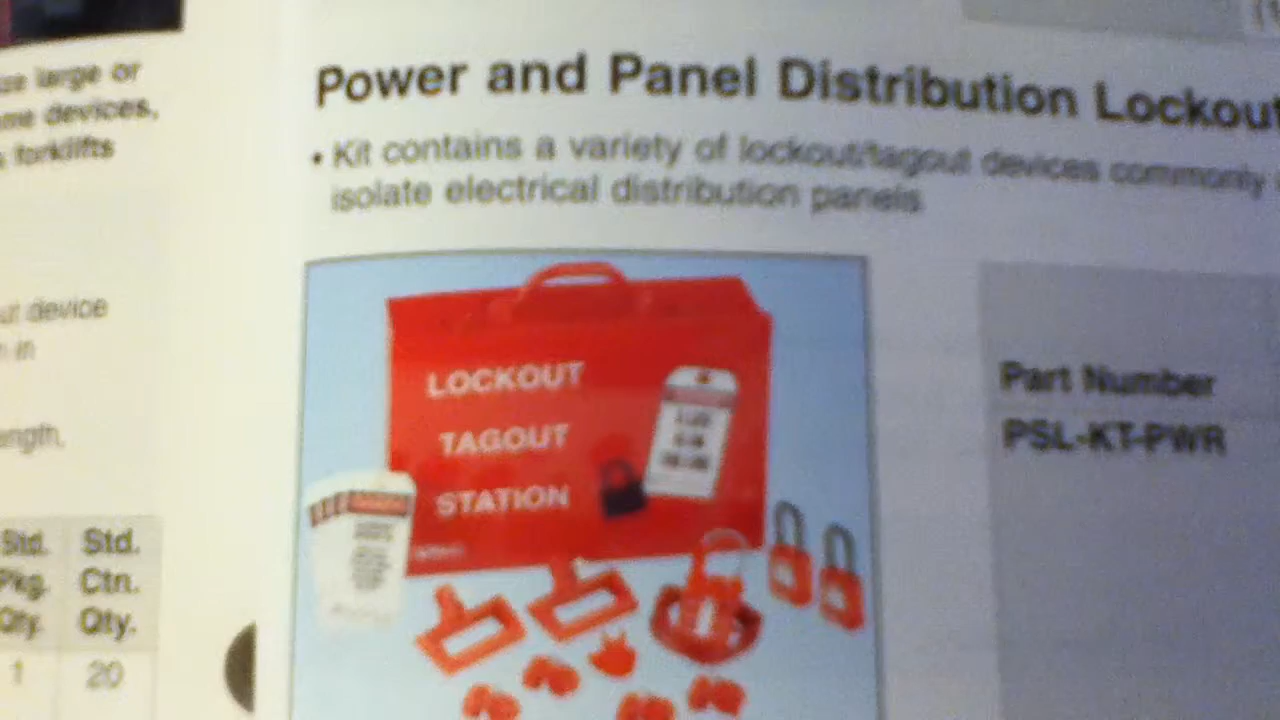 large or
devices,
forklifts
device
in
Std. Std.
Pkg. Ctn.
Qty. Qty.
1 20
Power and Panel Distribution Lockout
• Kit contains a variety of lockout/tagout devices commonly
isolate electrical distribution panels
LOCKOUT
TAGOUT
STATION
Part Number
PSL-KT-PWR